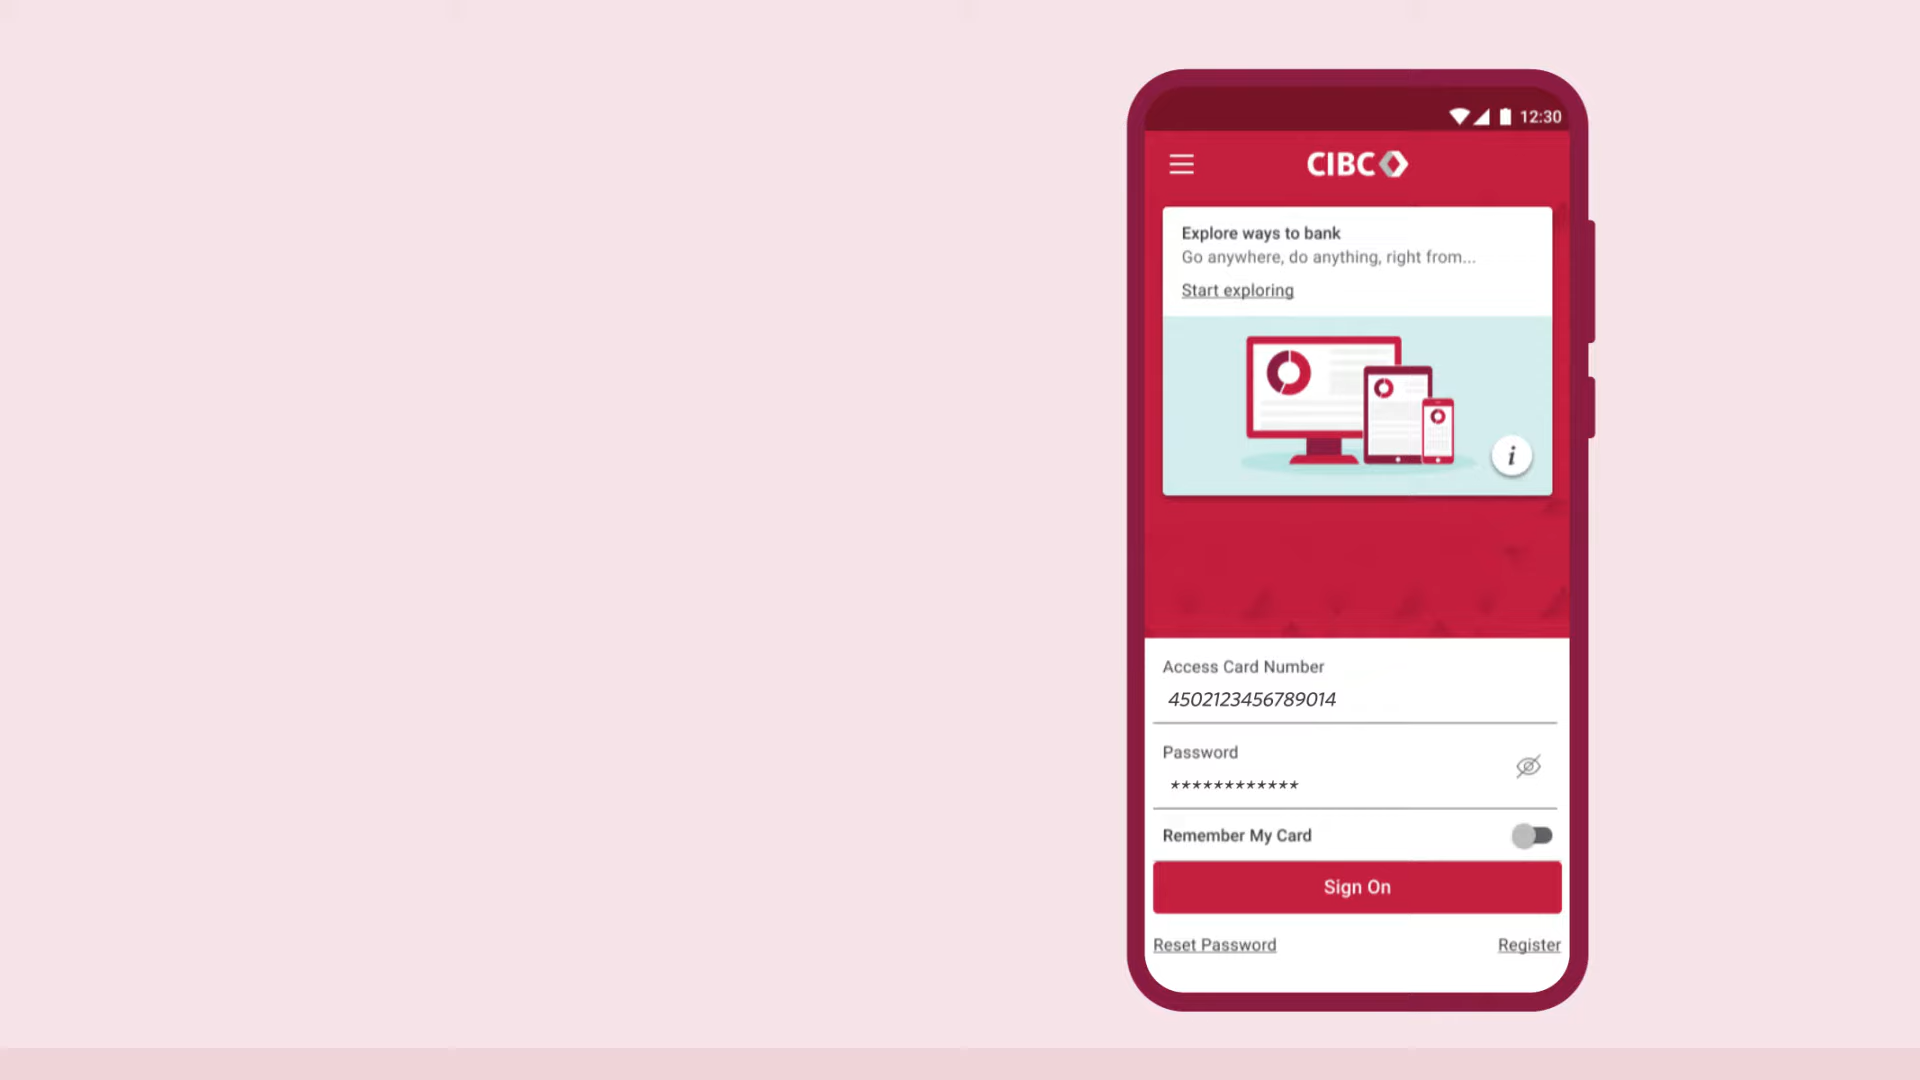 12:30
CIBC
Explore ways to bank
Go anywhere, do anything, right from...
Start exploring
i
Access Card Number
4502123456789014
Password
************
Remember My Card
Sign On
Reset Password Register